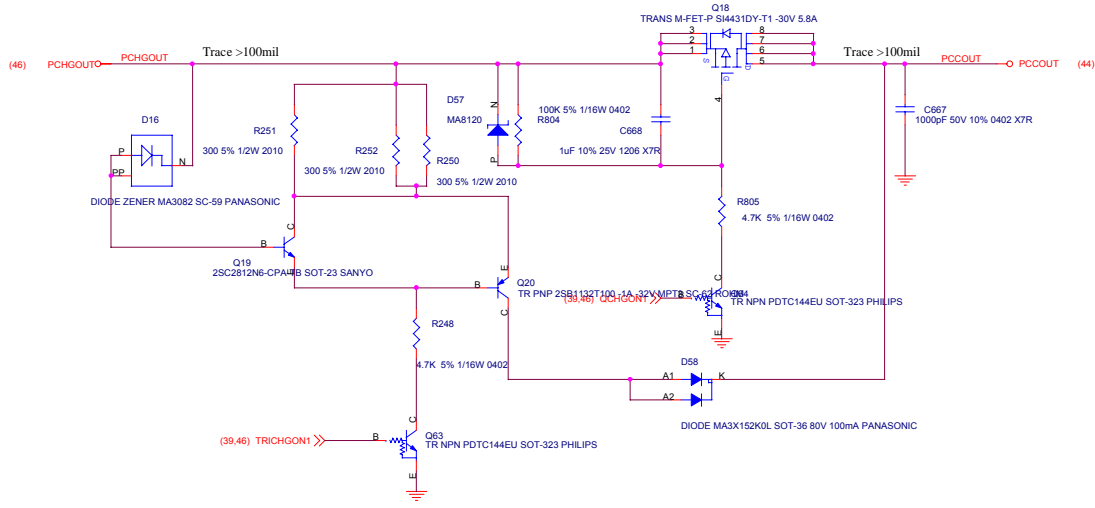 Q18
TRANS M-FET-P SI4431DY-T1 -30V 5.8A
Trace >100mil
Trace >100mil
(46) PCHGOUT
PCHGOUT
PCCOUT
PCCOUT (44)
3
2
1
8
7
6
5
S
D
G
4
D57
MA8120
N
P
100K 5% 1/16W 0402
R804
C668
1uF 10% 25V 1206 X7R
C667
1000pF 50V 10% 0402 X7R
D16
P
PP
N
DIODE ZENER MA3082 SC-59 PANASONIC
R251
300 5% 1/2W 2010
R252
300 5% 1/2W 2010
R250
300 5% 1/2W 2010
R805
4.7K 5% 1/16W 0402
C
B
E
Q19
2SC2812N6-CPA-TB SOT-23 SANYO
E
B
C
Q20
TR PNP 2SB1132T100 -1A -32V MPT3 SC-62 ROHM
(39,46) QCHGON1
B
C
E
TR NPN PDTC144EU SOT-323 PHILIPS
R248
4.7K 5% 1/16W 0402
D58
A1
A2
K
DIODE MA3X152K0L SOT-36 80V 100mA PANASONIC
(39,46) TRICHGON1
B
C
E
Q63
TR NPN PDTC144EU SOT-323 PHILIPS